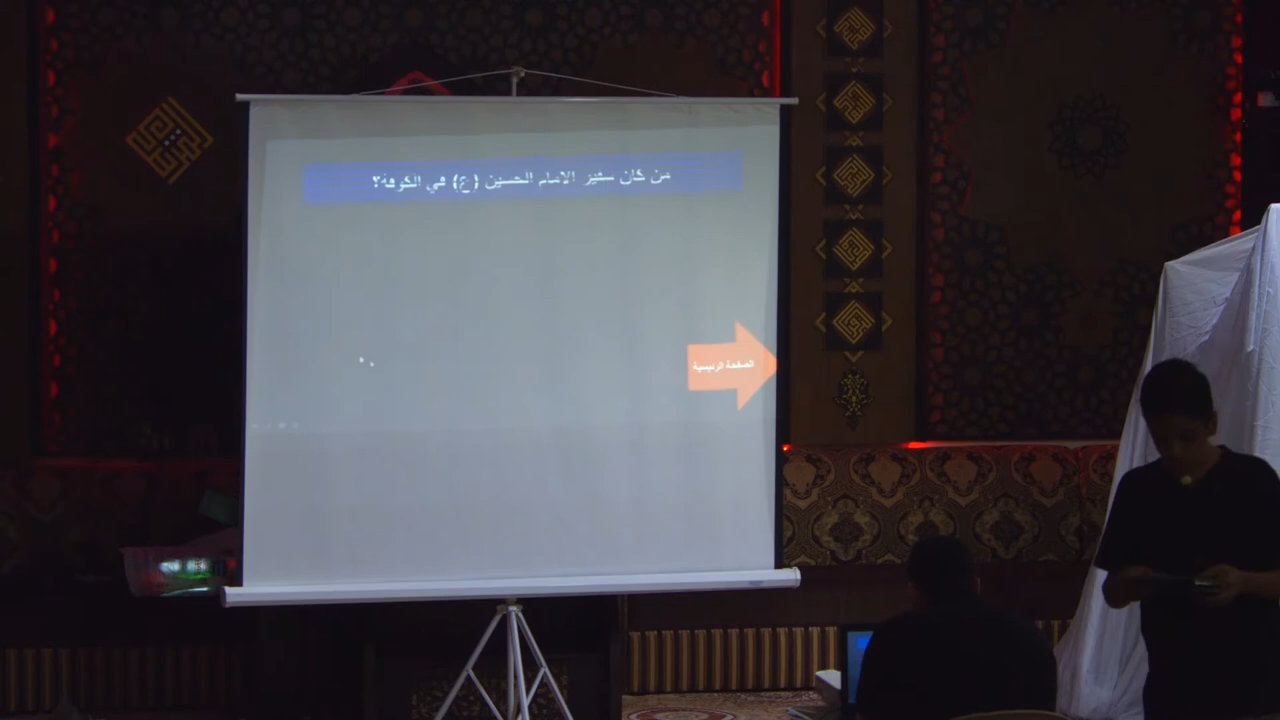 من كان سفير الامام الحسين (ع) في الكوفة؟
الصفحة الرئيسية